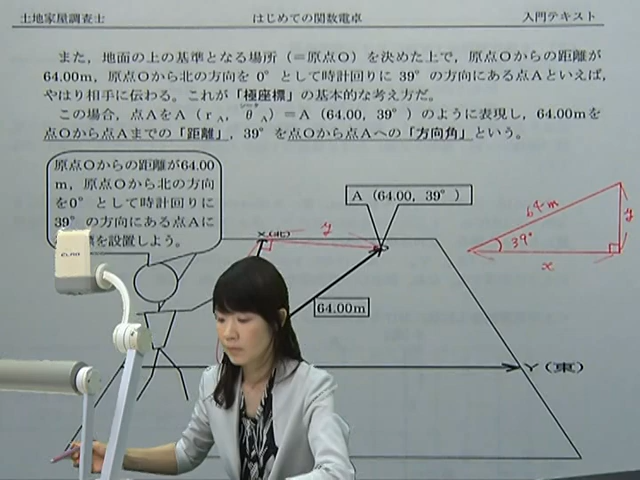 土地家屋調査士 はじめての関数電卓 入門テキスト
また，地面の上の基準となる場所（＝原点Ｏ）を決めた上で，原点Ｏからの距離が
64.00m，原点Ｏから北の方向を 0°として時計回りに 39°の方向にある点Ａといえば，
やはり相手に伝わる。これが「極座標」の基本的な考え方だ。
この場合，点ＡをＡ（ｒA，θA）＝Ａ（64.00，39°）のように表現し，64.00mを
点Ｏから点Ａまでの「距離」，39°を点Ｏから点Ａへの「方向角」という。
原点Ｏからの距離が64.00
m，原点Ｏから北の方向
を0°として時計回りに
39°の方向にある点Ａに
を設置しよう。
Ａ（64.00，39°）
X(北)
y
64.00m
Y（東）
64m
39°
y
x
ELMO